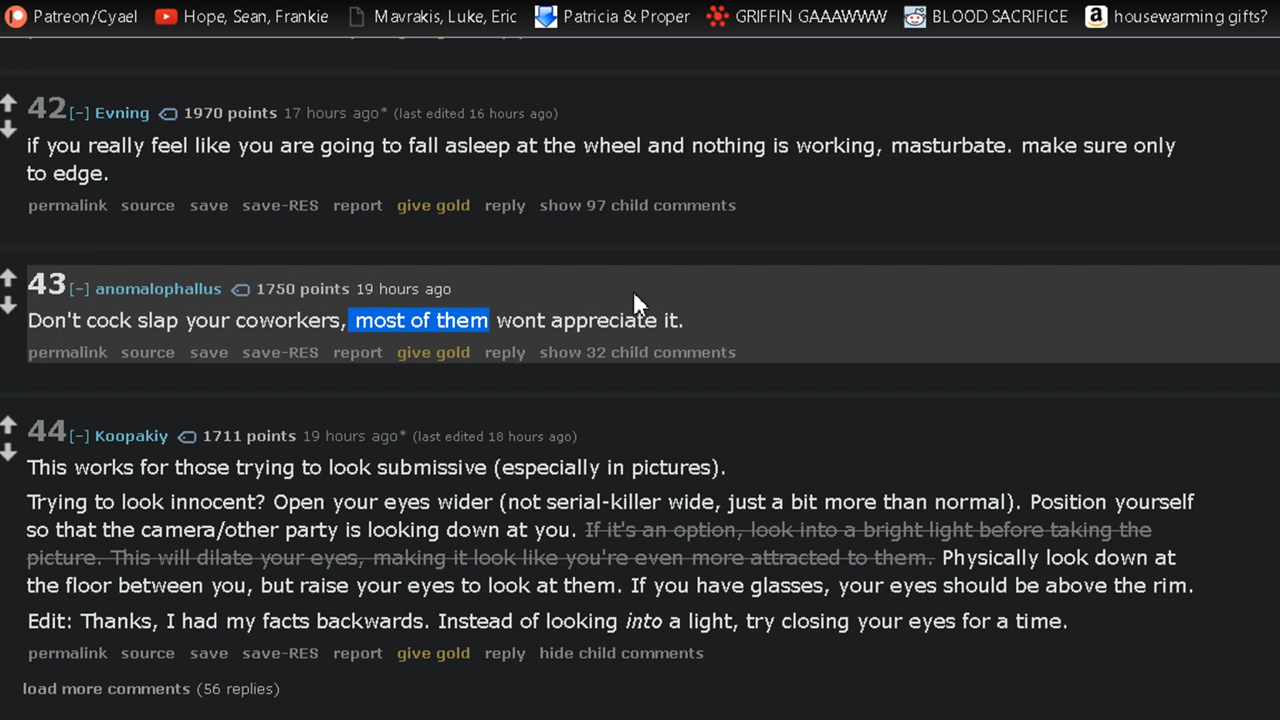 Patreon/Cyael Hope, Sean, Frankie Mavrakis, Luke, Eric Patricia & Proper GRIFFIN GAAAWWW BLOOD SACRIFICE housewarming gifts?
42 [-] Evning 1970 points 17 hours ago* (last edited 16 hours ago)
if you really feel like you are going to fall asleep at the wheel and nothing is working, masturbate. make sure only
to edge.
permalink source save save-RES report give gold reply show 97 child comments
43 [-] anomalophallus 1750 points 19 hours ago
Don't cock slap your coworkers, most of them wont appreciate it.
permalink source save save-RES report give gold reply show 32 child comments
44 [-] Koopakiy 1711 points 19 hours ago* (last edited 18 hours ago)
This works for those trying to look submissive (especially in pictures).
Trying to look innocent? Open your eyes wider (not serial-killer wide, just a bit more than normal). Position yourself
so that the camera/other party is looking down at you. If it's an option, look into a bright light before taking the
picture. This will dilate your eyes, making it look like you're even more attracted to them. Physically look down at
the floor between you, but raise your eyes to look at them. If you have glasses, your eyes should be above the rim.
Edit: Thanks, I had my facts backwards. Instead of looking into a light, try closing your eyes for a time.
permalink source save save-RES report give gold reply hide child comments
load more comments (56 replies)